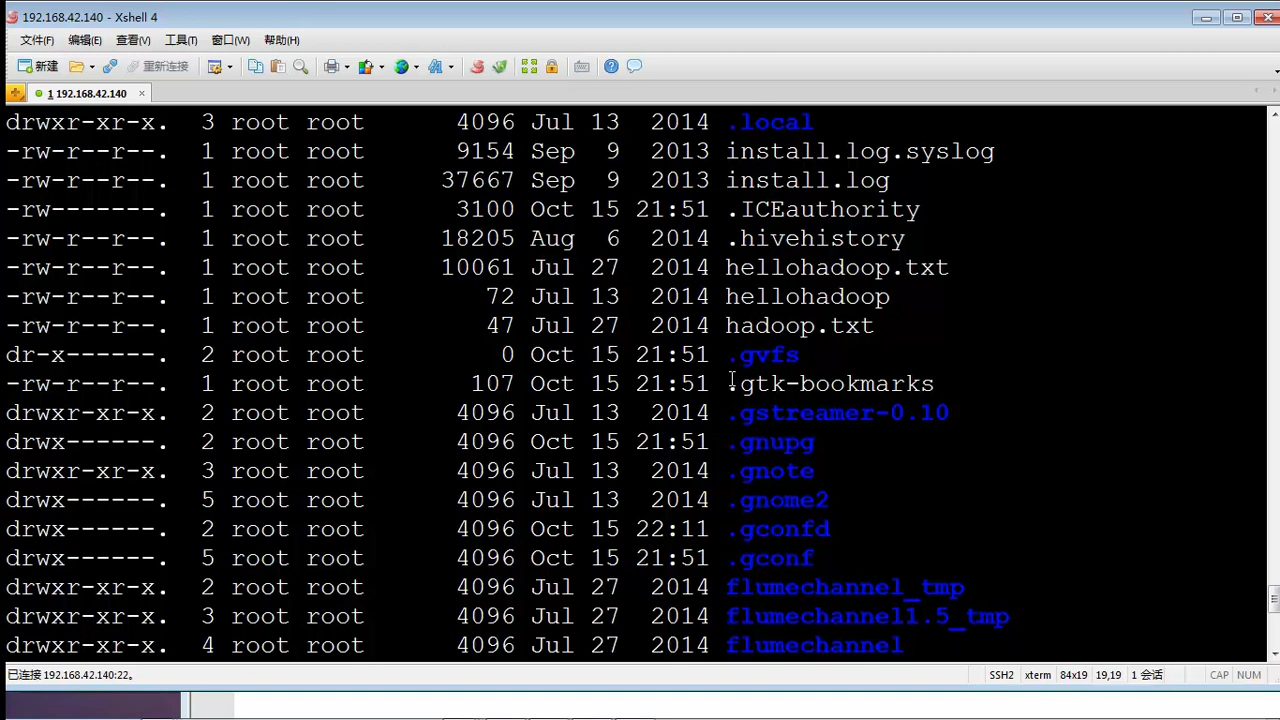 192.168.42.140 - Xshell 4
文件(F) 编辑(E) 查看(V) 工具(T) 窗口(W) 帮助(H)
新建 重新连接
1 192.168.42.140 ×
drwxr-xr-x. 3 root root 4096 Jul 13 2014 .local
-rw-r--r--. 1 root root 9154 Sep 9 2013 install.log.syslog
-rw-r--r--. 1 root root 37667 Sep 9 2013 install.log
-rw-------. 1 root root 3100 Oct 15 21:51 .ICEauthority
-rw-r--r--. 1 root root 18205 Aug 6 2014 .hivehistory
-rw-r--r--. 1 root root 10061 Jul 27 2014 hellohadoop.txt
-rw-r--r--. 1 root root 72 Jul 13 2014 hellohadoop
-rw-r--r--. 1 root root 47 Jul 27 2014 hadoop.txt
dr-x------. 2 root root 0 Oct 15 21:51 .gvfs
-rw-r--r--. 1 root root 107 Oct 15 21:51 .gtk-bookmarks
drwxr-xr-x. 2 root root 4096 Jul 13 2014 .gstreamer-0.10
drwx------. 2 root root 4096 Oct 15 21:51 .gnupg
drwxr-xr-x. 3 root root 4096 Jul 13 2014 .gnote
drwx------. 5 root root 4096 Jul 13 2014 .gnome2
drwx------. 2 root root 4096 Oct 15 22:11 .gconfd
drwx------. 5 root root 4096 Oct 15 21:51 .gconf
drwxr-xr-x. 2 root root 4096 Jul 27 2014 flumechannel_tmp
drwxr-xr-x. 3 root root 4096 Jul 27 2014 flumechannel1.5_tmp
drwxr-xr-x. 4 root root 4096 Jul 27 2014 flumechannel
已连接 192.168.42.140:22。 SSH2 xterm 84x19 19,19 1 会话 CAP NUM